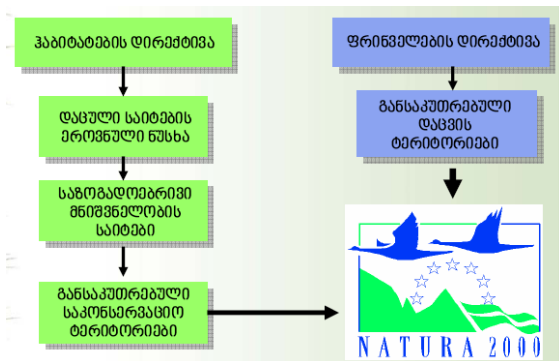 ჰაბიტატების დირექტივა
დაცული საიტების
ეროვნული ნუსხა
საზოგადოებრივი
მნიშვნელობის
საიტები
განსაკუთრებული
საკონსერვაციო
ტერიტორიები
ფრინველების დირექტივა
განსაკუთრებული
დაცვის
ტერიტორიები
NATURA 2000